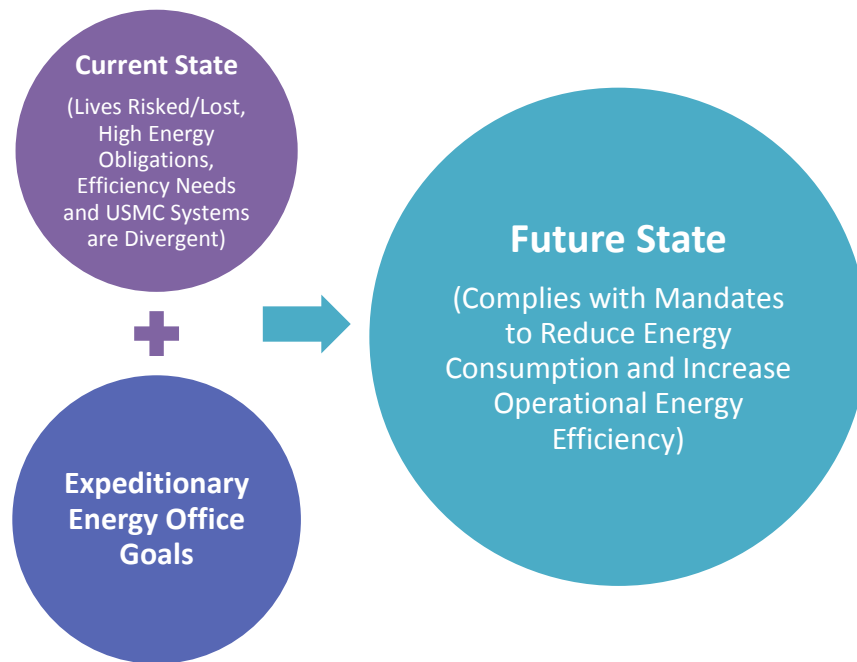 Current State
(Lives Risked/Lost,
High Energy
Obligations,
Efficiency Needs
and USMC Systems
are Divergent)
Expeditionary
Energy Office
Goals
Future State
(Complies with Mandates
to Reduce Energy
Consumption and Increase
Operational Energy
Efficiency)